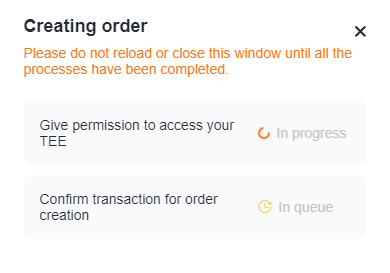 Creating order
Please do not reload or close this window until all the
processes have been completed.
Give permission to access your
TEE
In progress
Confirm transaction for order
creation
In queue